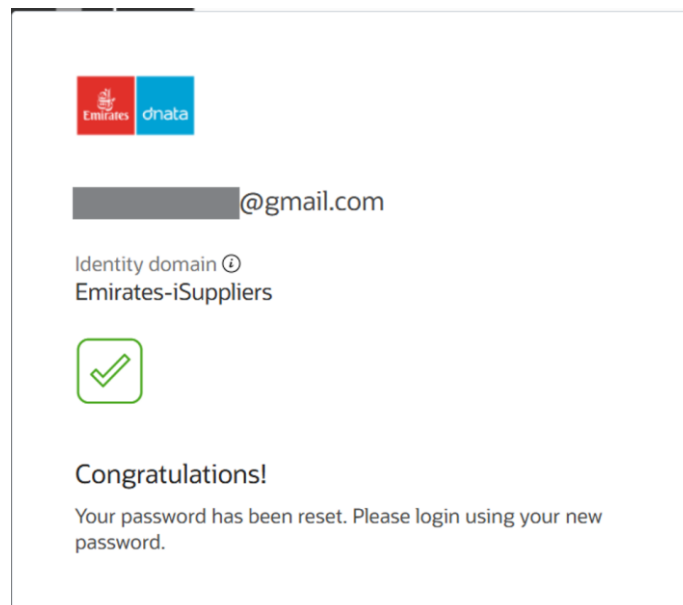 Emirates dnata
@gmail.com
Identity domain
Emirates-iSuppliers
Congratulations!
Your password has been reset. Please login using your new
password.